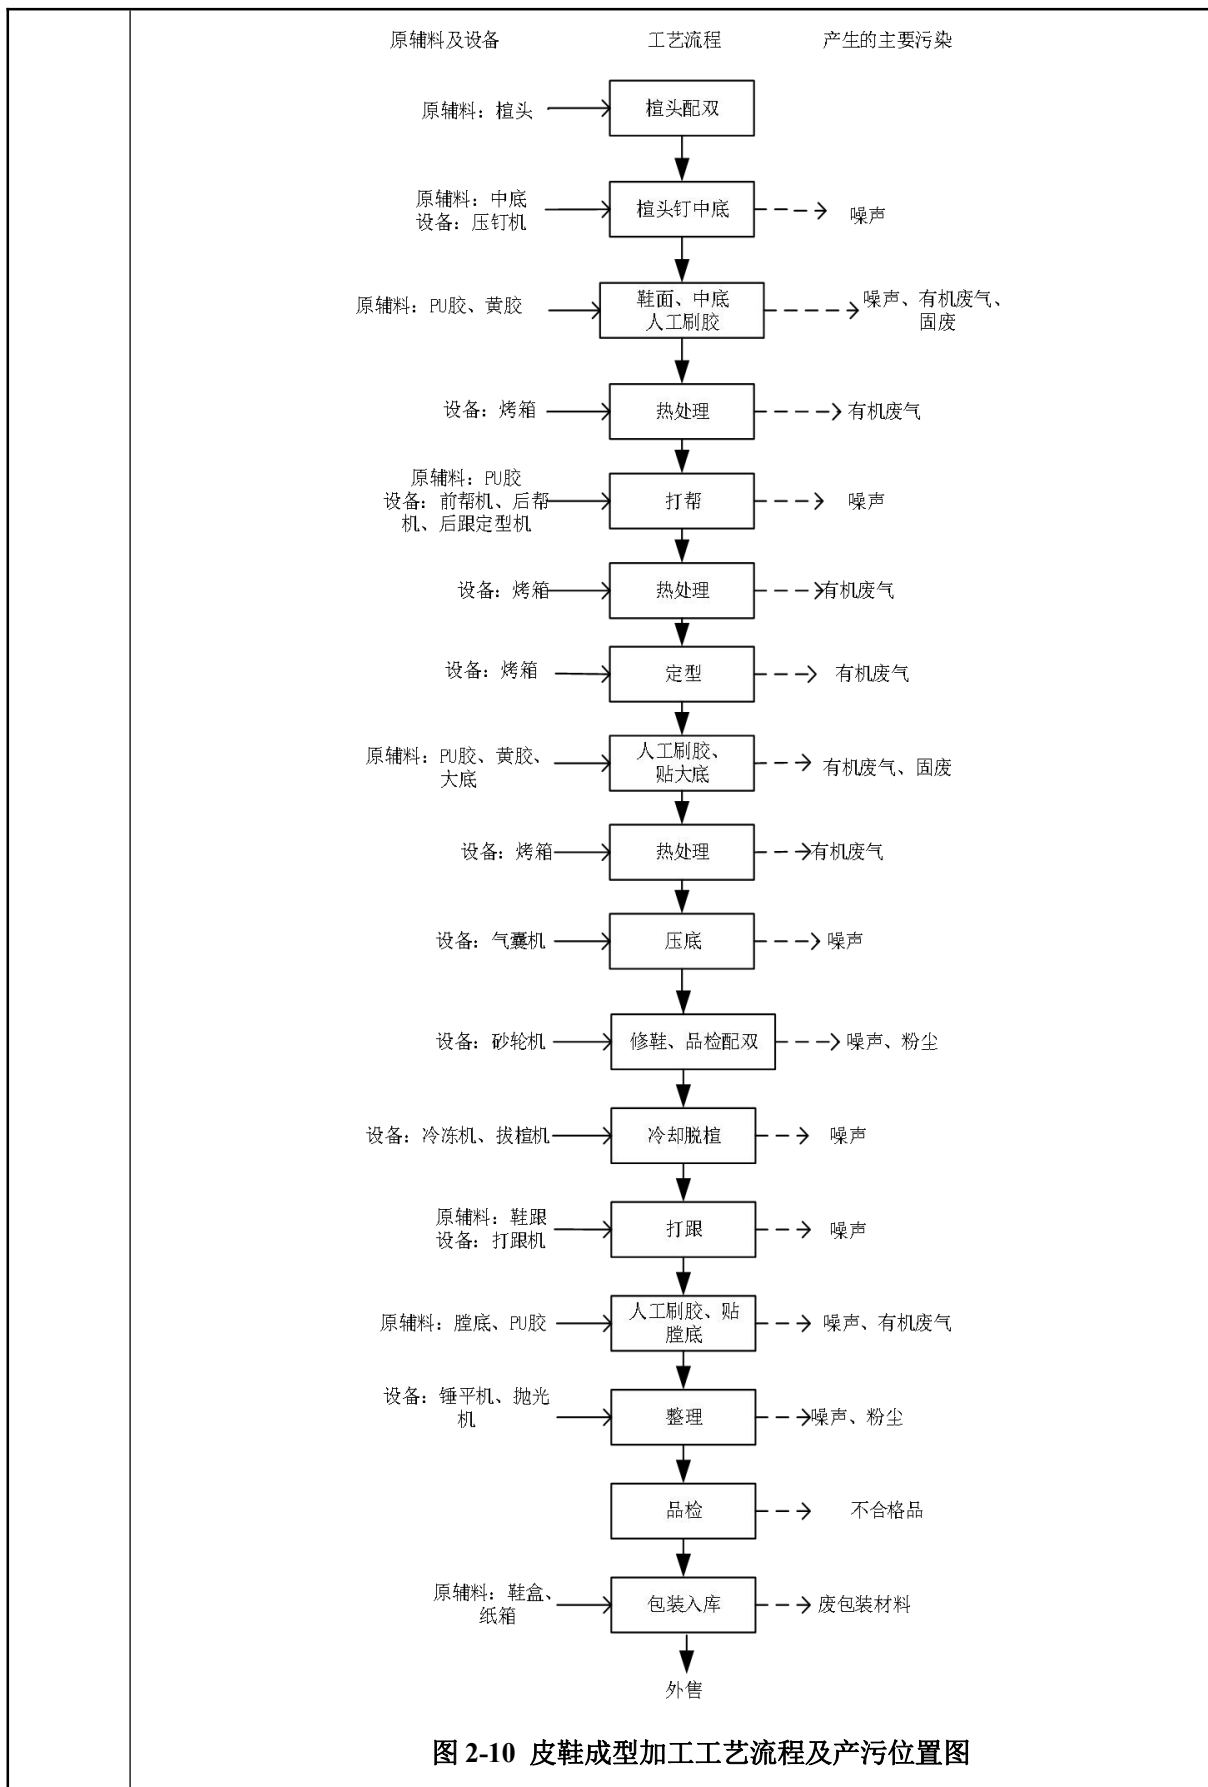 原辅料及设备 工艺流程 产生的主要污染
原辅料：楦头
楦头配双
原辅料：中底
设备：压钉机
楦头钉中底
噪声
原辅料：PU胶、黄胶
鞋面、中底
人工刷胶
噪声、有机废气、
固废
设备：烤箱
热处理
有机废气
原辅料：PU胶
设备：前帮机、后帮
机、后跟定型机
打帮
噪声
设备：烤箱
热处理
有机废气
设备：烤箱
定型
有机废气
原辅料：PU胶、黄胶、
大底
人工刷胶、
贴大底
有机废气、固废
设备：烤箱
热处理
有机废气
设备：气囊机
压底
噪声
设备：砂轮机
修鞋、品检配双
噪声、粉尘
设备：冷冻机、拔楦机
冷却脱楦
噪声
原辅料：鞋跟
设备：打跟机
打跟
噪声
原辅料：膛底、PU胶
人工刷胶、贴
膛底
噪声、有机废气
设备：锤平机、抛光
机
整理
噪声、粉尘
品检
不合格品
原辅料：鞋盒、
纸箱
包装入库
废包装材料
外售
图 2-10 皮鞋成型加工工艺流程及产污位置图